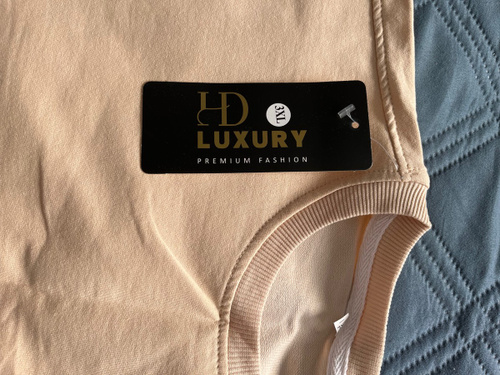 HD
3XL
LUXURY
PREMIUM FASHION